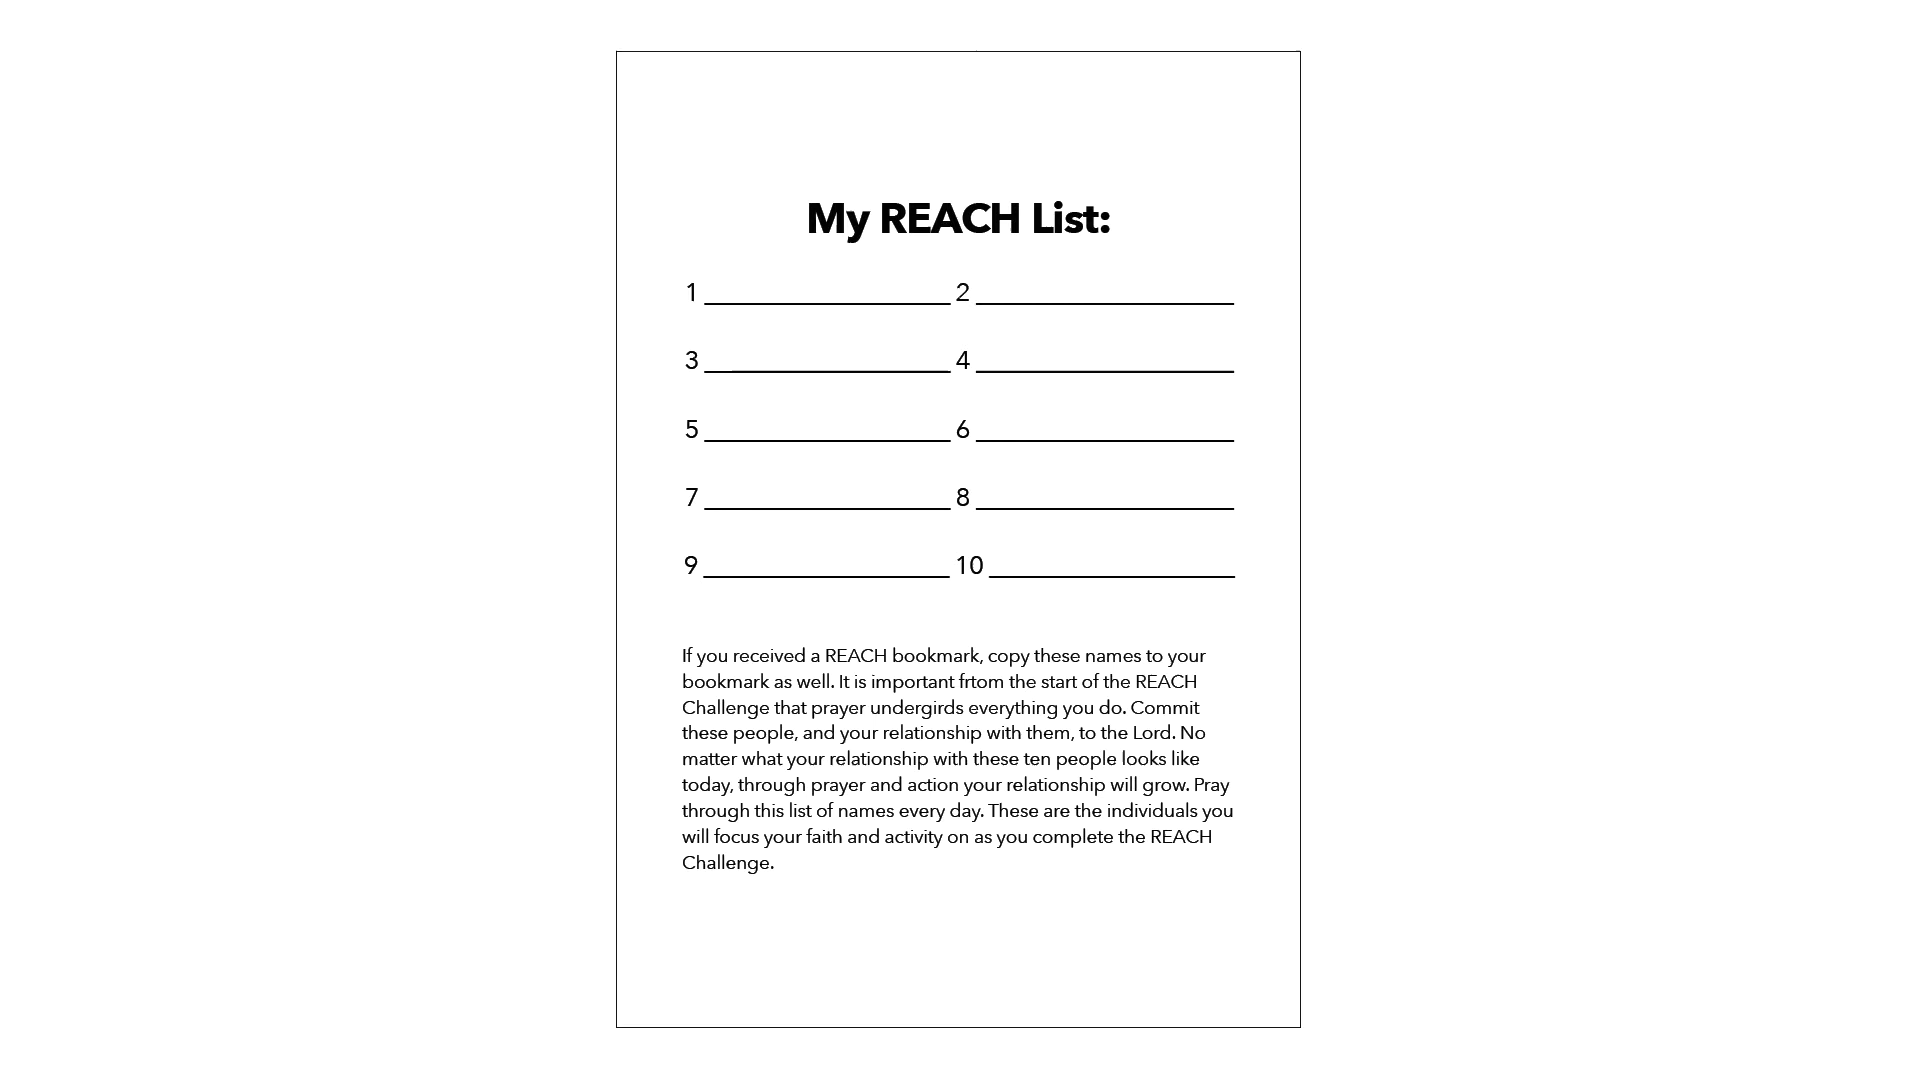 My REACH List:
1 ____________________ 2 ____________________
3 ____________________ 4 ____________________
5 ____________________ 6 ____________________
7 ____________________ 8 ____________________
9 ____________________ 10 ____________________
If you received a REACH bookmark, copy these names to your
bookmark as well. It is important frtom the start of the REACH
Challenge that prayer undergirds everything you do. Commit
these people, and your relationship with them, to the Lord. No
matter what your relationship with these ten people looks like
today, through prayer and action your relationship will grow. Pray
through this list of names every day. These are the individuals you
will focus your faith and activity on as you complete the REACH
Challenge.